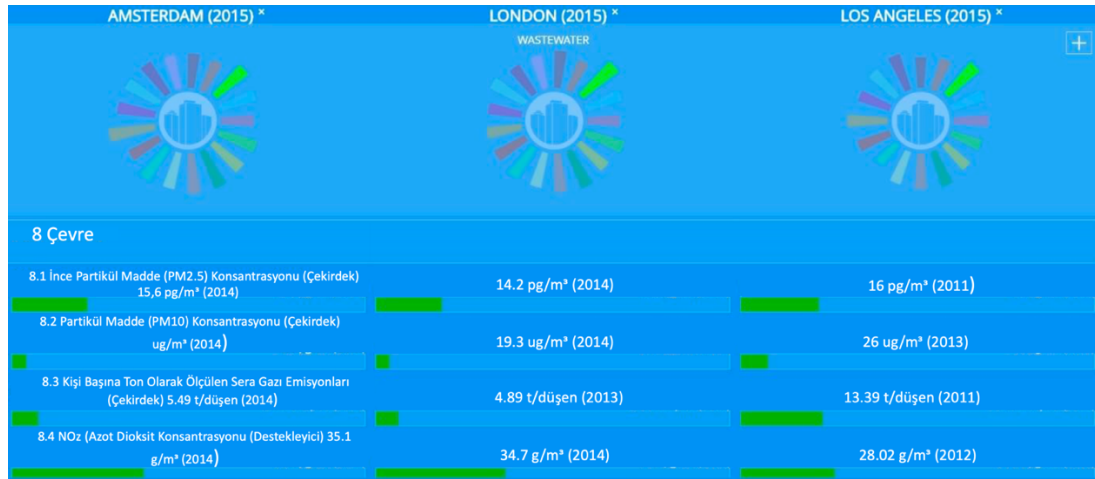 AMSTERDAM (2015) ×
LONDON (2015) ×
LOS ANGELES (2015) ×
WASTEWATER
8 Çevre
8.1 İnce Partikül Madde (PM2.5) Konsantrasyonu (Çekirdek)
15,6 pg/m³ (2014)
14.2 pg/m³ (2014)
16 pg/m³ (2011)
8.2 Partikül Madde (PM10) Konsantrasyonu (Çekirdek)
ug/m³ (2014)
19.3 ug/m³ (2014)
26 ug/m³ (2013)
8.3 Kişi Başına Ton Olarak Ölçülen Sera Gazı Emisyonları
(Çekirdek) 5.49 t/düşen (2014)
4.89 t/düşen (2013)
13.39 t/düşen (2011)
8.4 NOz (Azot Dioksit Konsantrasyonu (Destekleyici) 35.1
g/m³ (2014)
34.7 g/m³ (2014)
28.02 g/m³ (2012)